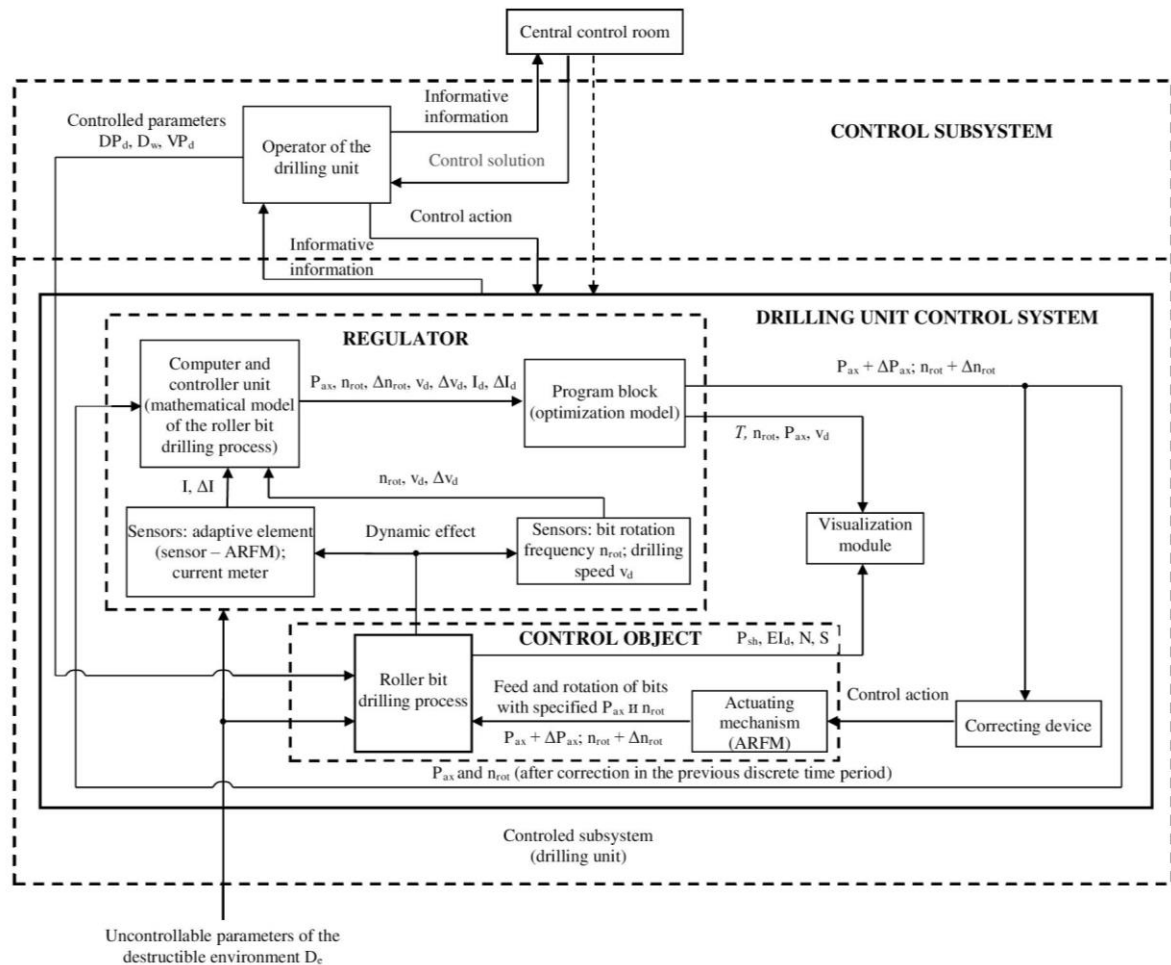 Central control room
Informative
information
Controlled parameters
DPd, Dw, VPd
CONTROL SUBSYSTEM
Operator of the
drilling unit
Control solution
Control action
Informative
information
DRILLING UNIT CONTROL SYSTEM
REGULATOR
Computer and
controller unit
(mathematical model
of the roller bit
drilling process)
Pax, nrot, Δnrot, vd, Δvd, Id, ΔId
Program block
(optimization model)
Pax + ΔPax; nrot + Δnrot
T, nrot, Pax, vd
I, ΔI
nrot, vd, Δvd
Sensors: adaptive element
(sensor – ARFM);
current meter
Dynamic effect
Sensors: bit rotation
frequency nrot; drilling
speed vd
Visualization
module
CONTROL OBJECT
Psh, EId, N, S
Roller bit
drilling process
Feed and rotation of bits
with specified Pax и nrot
Pax + ΔPax; nrot + Δnrot
Actuating
mechanism
(ARFM)
Control action
Correcting device
Pax and nrot (after correction in the previous discrete time period)
Controled subsystem
(drilling unit)
Uncontrollable parameters of the
destructible environment De